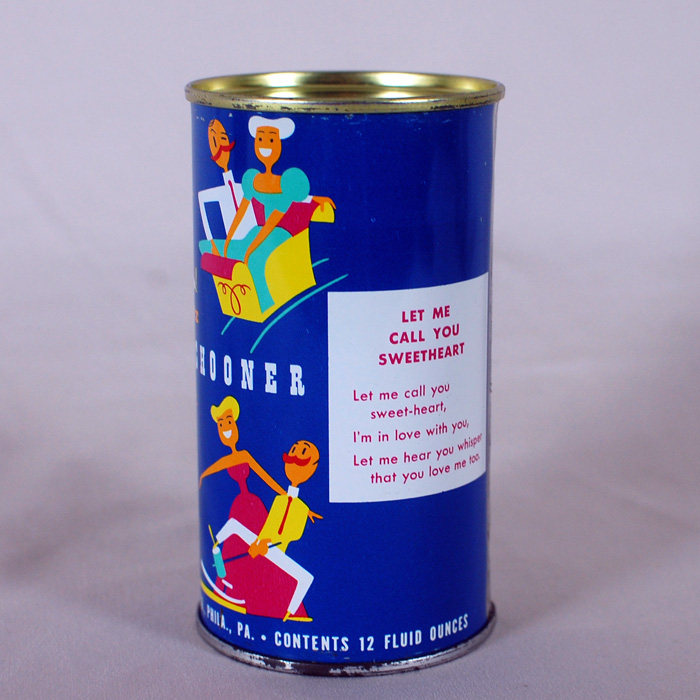 HOONER
LET ME
CALL YOU
SWEETHEART
Let me call you
sweet-heart,
I'm in love with you,
Let me hear you whisper
that you love me too.
PHILA., PA. • CONTENTS 12 FLUID OUNCES